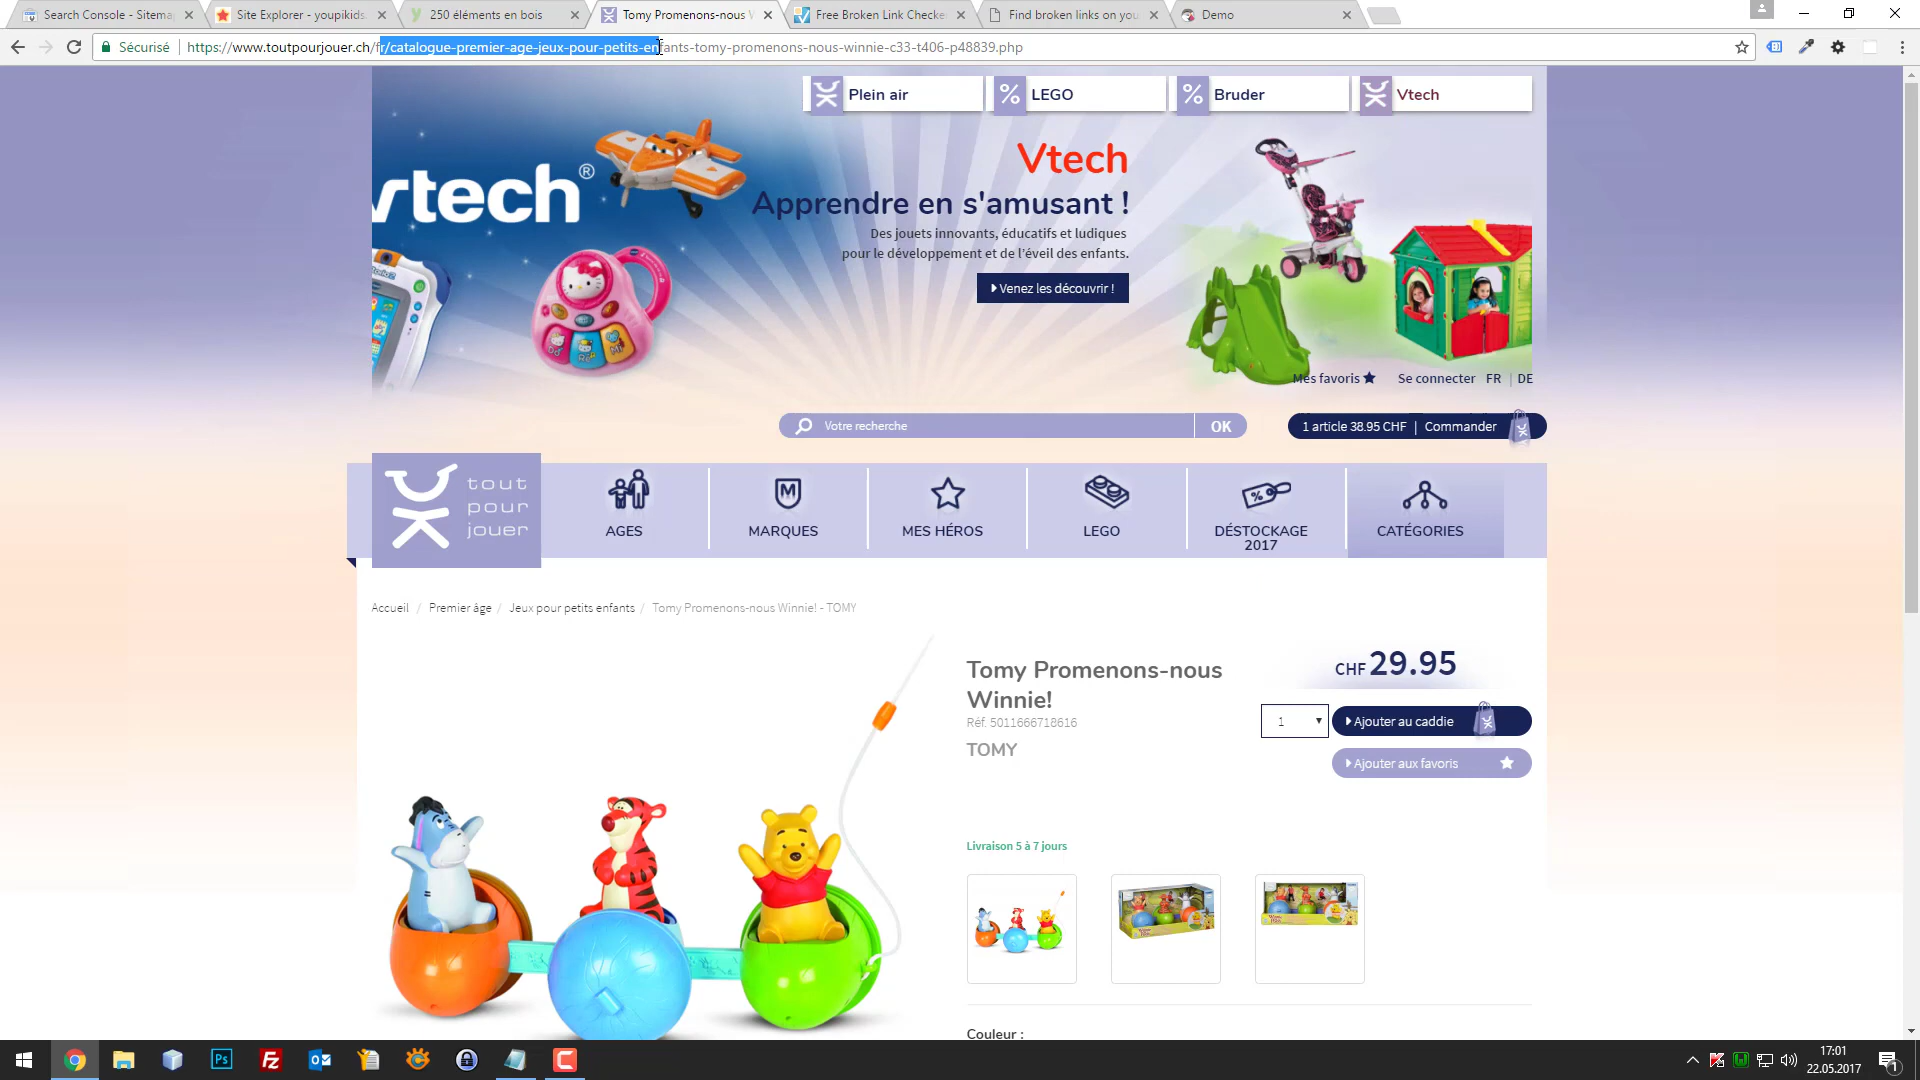 Search Console - Sitema
Site Explorer - youpikids.
250 éléments en bois
Tomy Promenons-nous W
Free Broken Link Checke
Find broken links on you
Demo
Sécurisé
https://www.toutpourjouer.ch/fr/catalogue-premier-age-jeux-pour-petits-enfants-tomy-promenons-nous-winnie-c33-t406-p48839.php
Plein air
LEGO
Bruder
Vtech
vtech®
Vtech
Apprendre en s'amusant !
Des jouets innovants, éducatifs et ludiques
pour le développement et de l'éveil des enfants.
Venez les découvrir !
Mes favoris
Se connecter
FR | DE
Votre recherche
OK
1 article 38.95 CHF | Commander
tout
pour
jouer
AGES
MARQUES
MES HÉROS
LEGO
DÉSTOCKAGE
2017
CATÉGORIES
Accueil / Premier âge / Jeux pour petits enfants / Tomy Promenons-nous Winnie! - TOMY
Tomy Promenons-nous
Winnie!
Réf. 5011666718616
TOMY
CHF 29.95
1
Ajouter au caddie
Ajouter aux favoris
Livraison 5 à 7 jours
Couleur :
17:01
22.05.2017